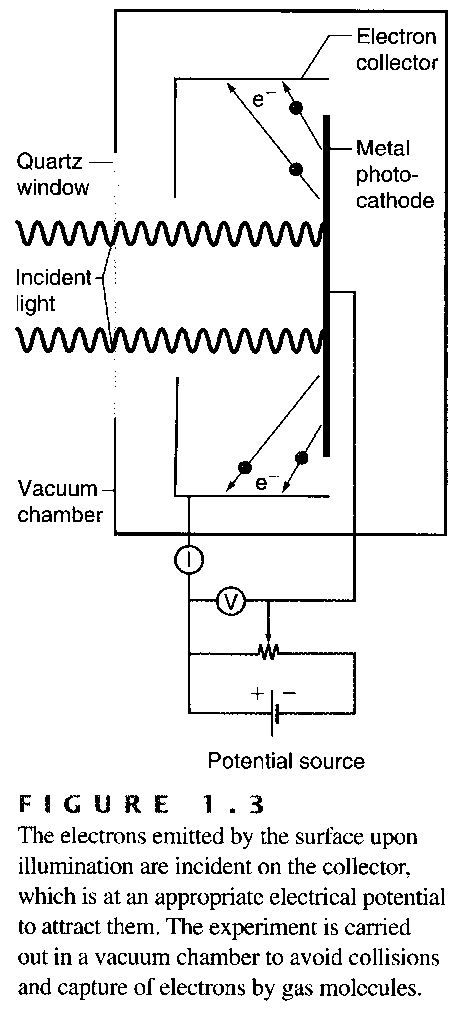 Electron
collector
e−
Metal
photo-
cathode
Quartz
window
Incident
light
e−
Vacuum
chamber
I
V
+ −
Potential source
FIGURE 1.3
The electrons emitted by the surface upon
illumination are incident on the collector,
which is at an appropriate electrical potential
to attract them. The experiment is carried
out in a vacuum chamber to avoid collisions
and capture of electrons by gas molecules.